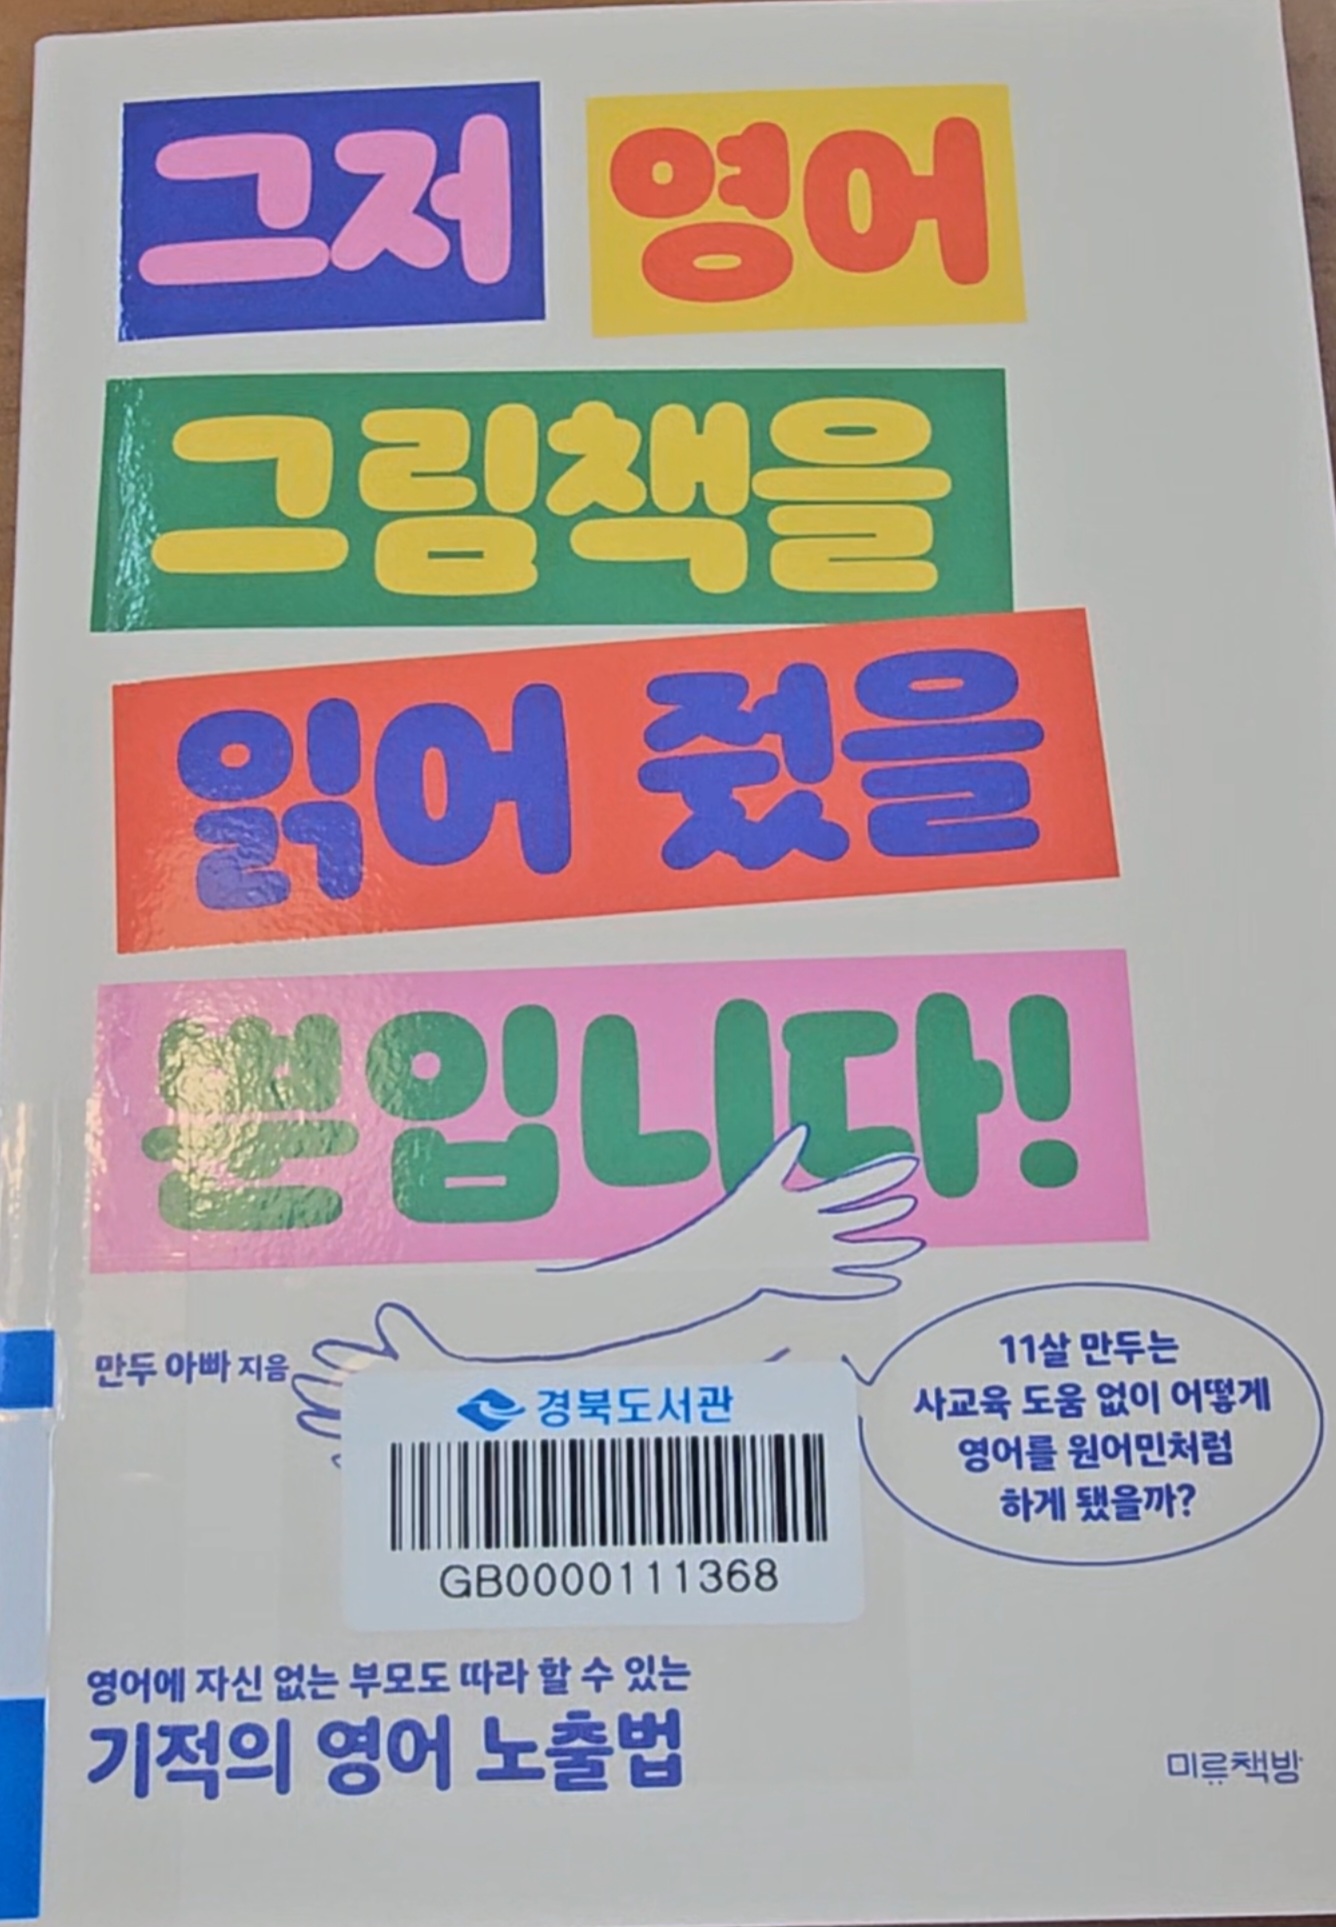 그저 영어
그림책을
읽어 줬을
뿐입니다!
만두 아빠 지음
11살 만두는
사교육 도움 없이 어떻게
영어를 원어민처럼
하게 됐을까?
경북도서관
GB0000111368
영어에 자신 없는 부모도 따라 할 수 있는
기적의 영어 노출법
미류책방